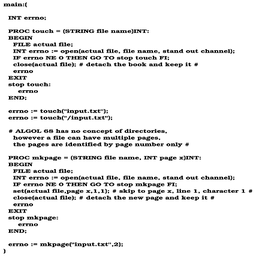 main:(
INT errno;
PROC touch = (STRING file name)INT:
BEGIN
FILE actual file;
INT errno := open(actual file, file name, stand out channel);
IF errno NE 0 THEN GO TO stop touch FI;
close(actual file); # detach the book and keep it #
errno
EXIT
stop touch:
errno
END;
errno := touch("input.txt");
errno := touch("/input.txt");
# ALGOL 68 has no concept of directories,
however a file can have multiple pages,
the pages are identified by page number only #
PROC mkpage = (STRING file name, INT page x)INT:
BEGIN
FILE actual file;
INT errno := open(actual file, file name, stand out channel);
IF errno NE 0 THEN GO TO stop mkpage FI;
set(actual file,page x,1,1); # skip to page x, line 1, character 1 #
close(actual file); # detach the new page and keep it #
errno
EXIT
stop mkpage:
errno
END;
errno := mkpage("input.txt",2);
)